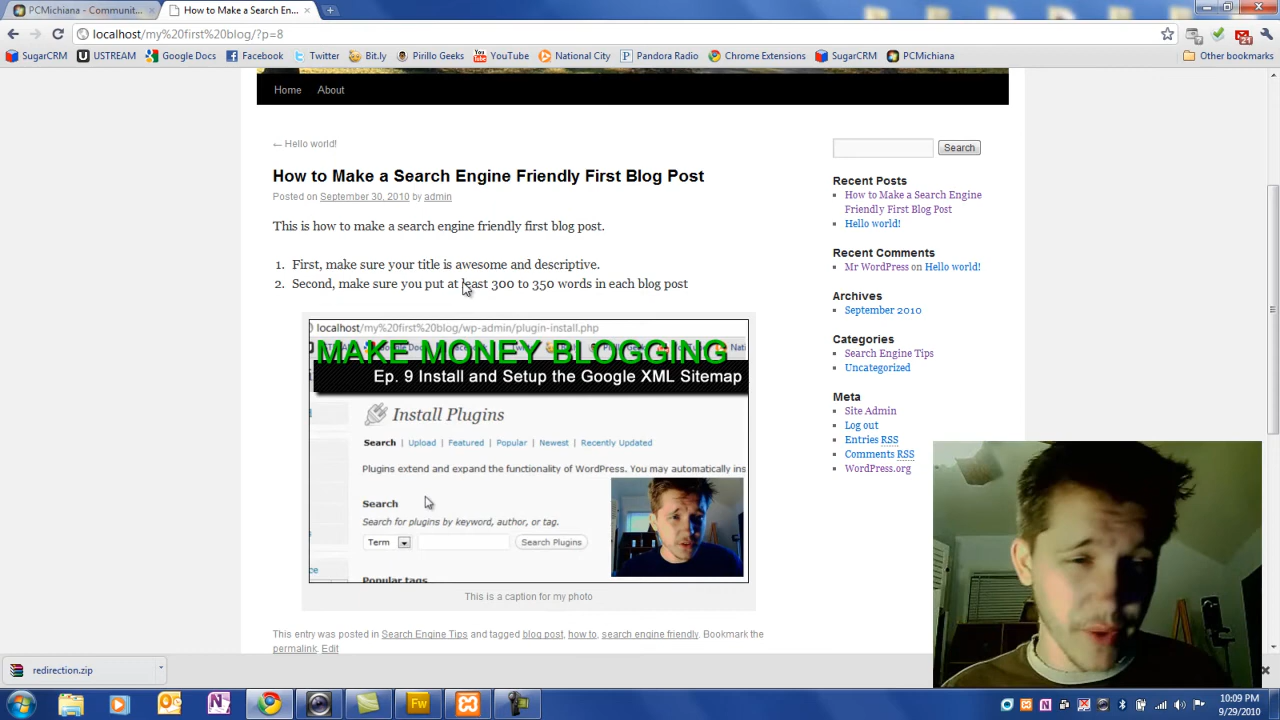 PCMichiana - Communit...
How to Make a Search En...
localhost/my%20first%20blog/?p=8
SugarCRM
USTREAM
Google Docs
Facebook
Twitter
Bit.ly
Pirillo Geeks
YouTube
National City
Pandora Radio
Chrome Extensions
SugarCRM
PCMichiana
Other bookmarks
Home
About
← Hello world!
How to Make a Search Engine Friendly First Blog Post
Posted on September 30, 2010 by admin
This is how to make a search engine friendly first blog post.
1. First, make sure your title is awesome and descriptive.
2. Second, make sure you put at least 300 to 350 words in each blog post
localhost/my%20first%20blog/wp-admin/plugin-install.php
MAKE MONEY BLOGGING
Nati
Ep. 9 Install and Setup the Google XML Sitemap
Install Plugins
Search | Upload | Featured | Popular | Newest | Recently Updated
Plugins extend and expand the functionality of WordPress. You may automatically ins
Search
Search for plugins by keyword, author, or tag.
Term
Search Plugins
Popular tags
This is a caption for my photo
This entry was posted in Search Engine Tips and tagged blog post, how to, search engine friendly. Bookmark the
permalink. Edit
Search
Recent Posts
How to Make a Search Engine
Friendly First Blog Post
Hello world!
Recent Comments
Mr WordPress on Hello world!
Archives
September 2010
Categories
Search Engine Tips
Uncategorized
Meta
Site Admin
Log out
Entries RSS
Comments RSS
WordPress.org
redirection.zip
Fw
10:09 PM
9/29/2010